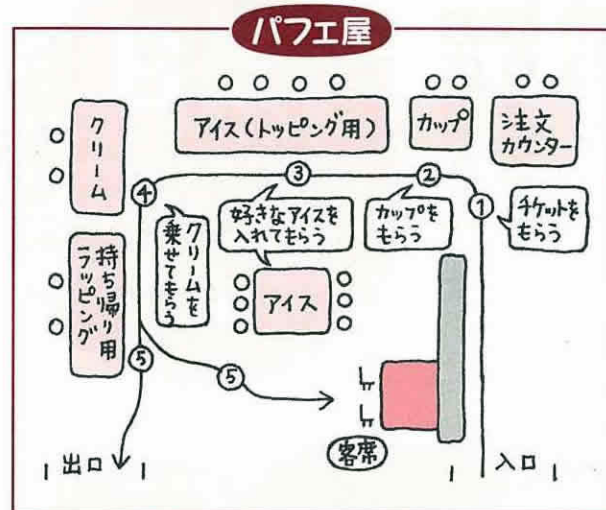 パフェ屋
クリーム
アイス(トッピング用)
カップ
注文
カウンター
④
③
②
①
クリームを
乗せてもらう
好きなアイスを
入れてもらう
カップを
もらう
チケットを
もらう
持ち帰り用
ラッピング
アイス
⑤
⑤
客席
出口
入口